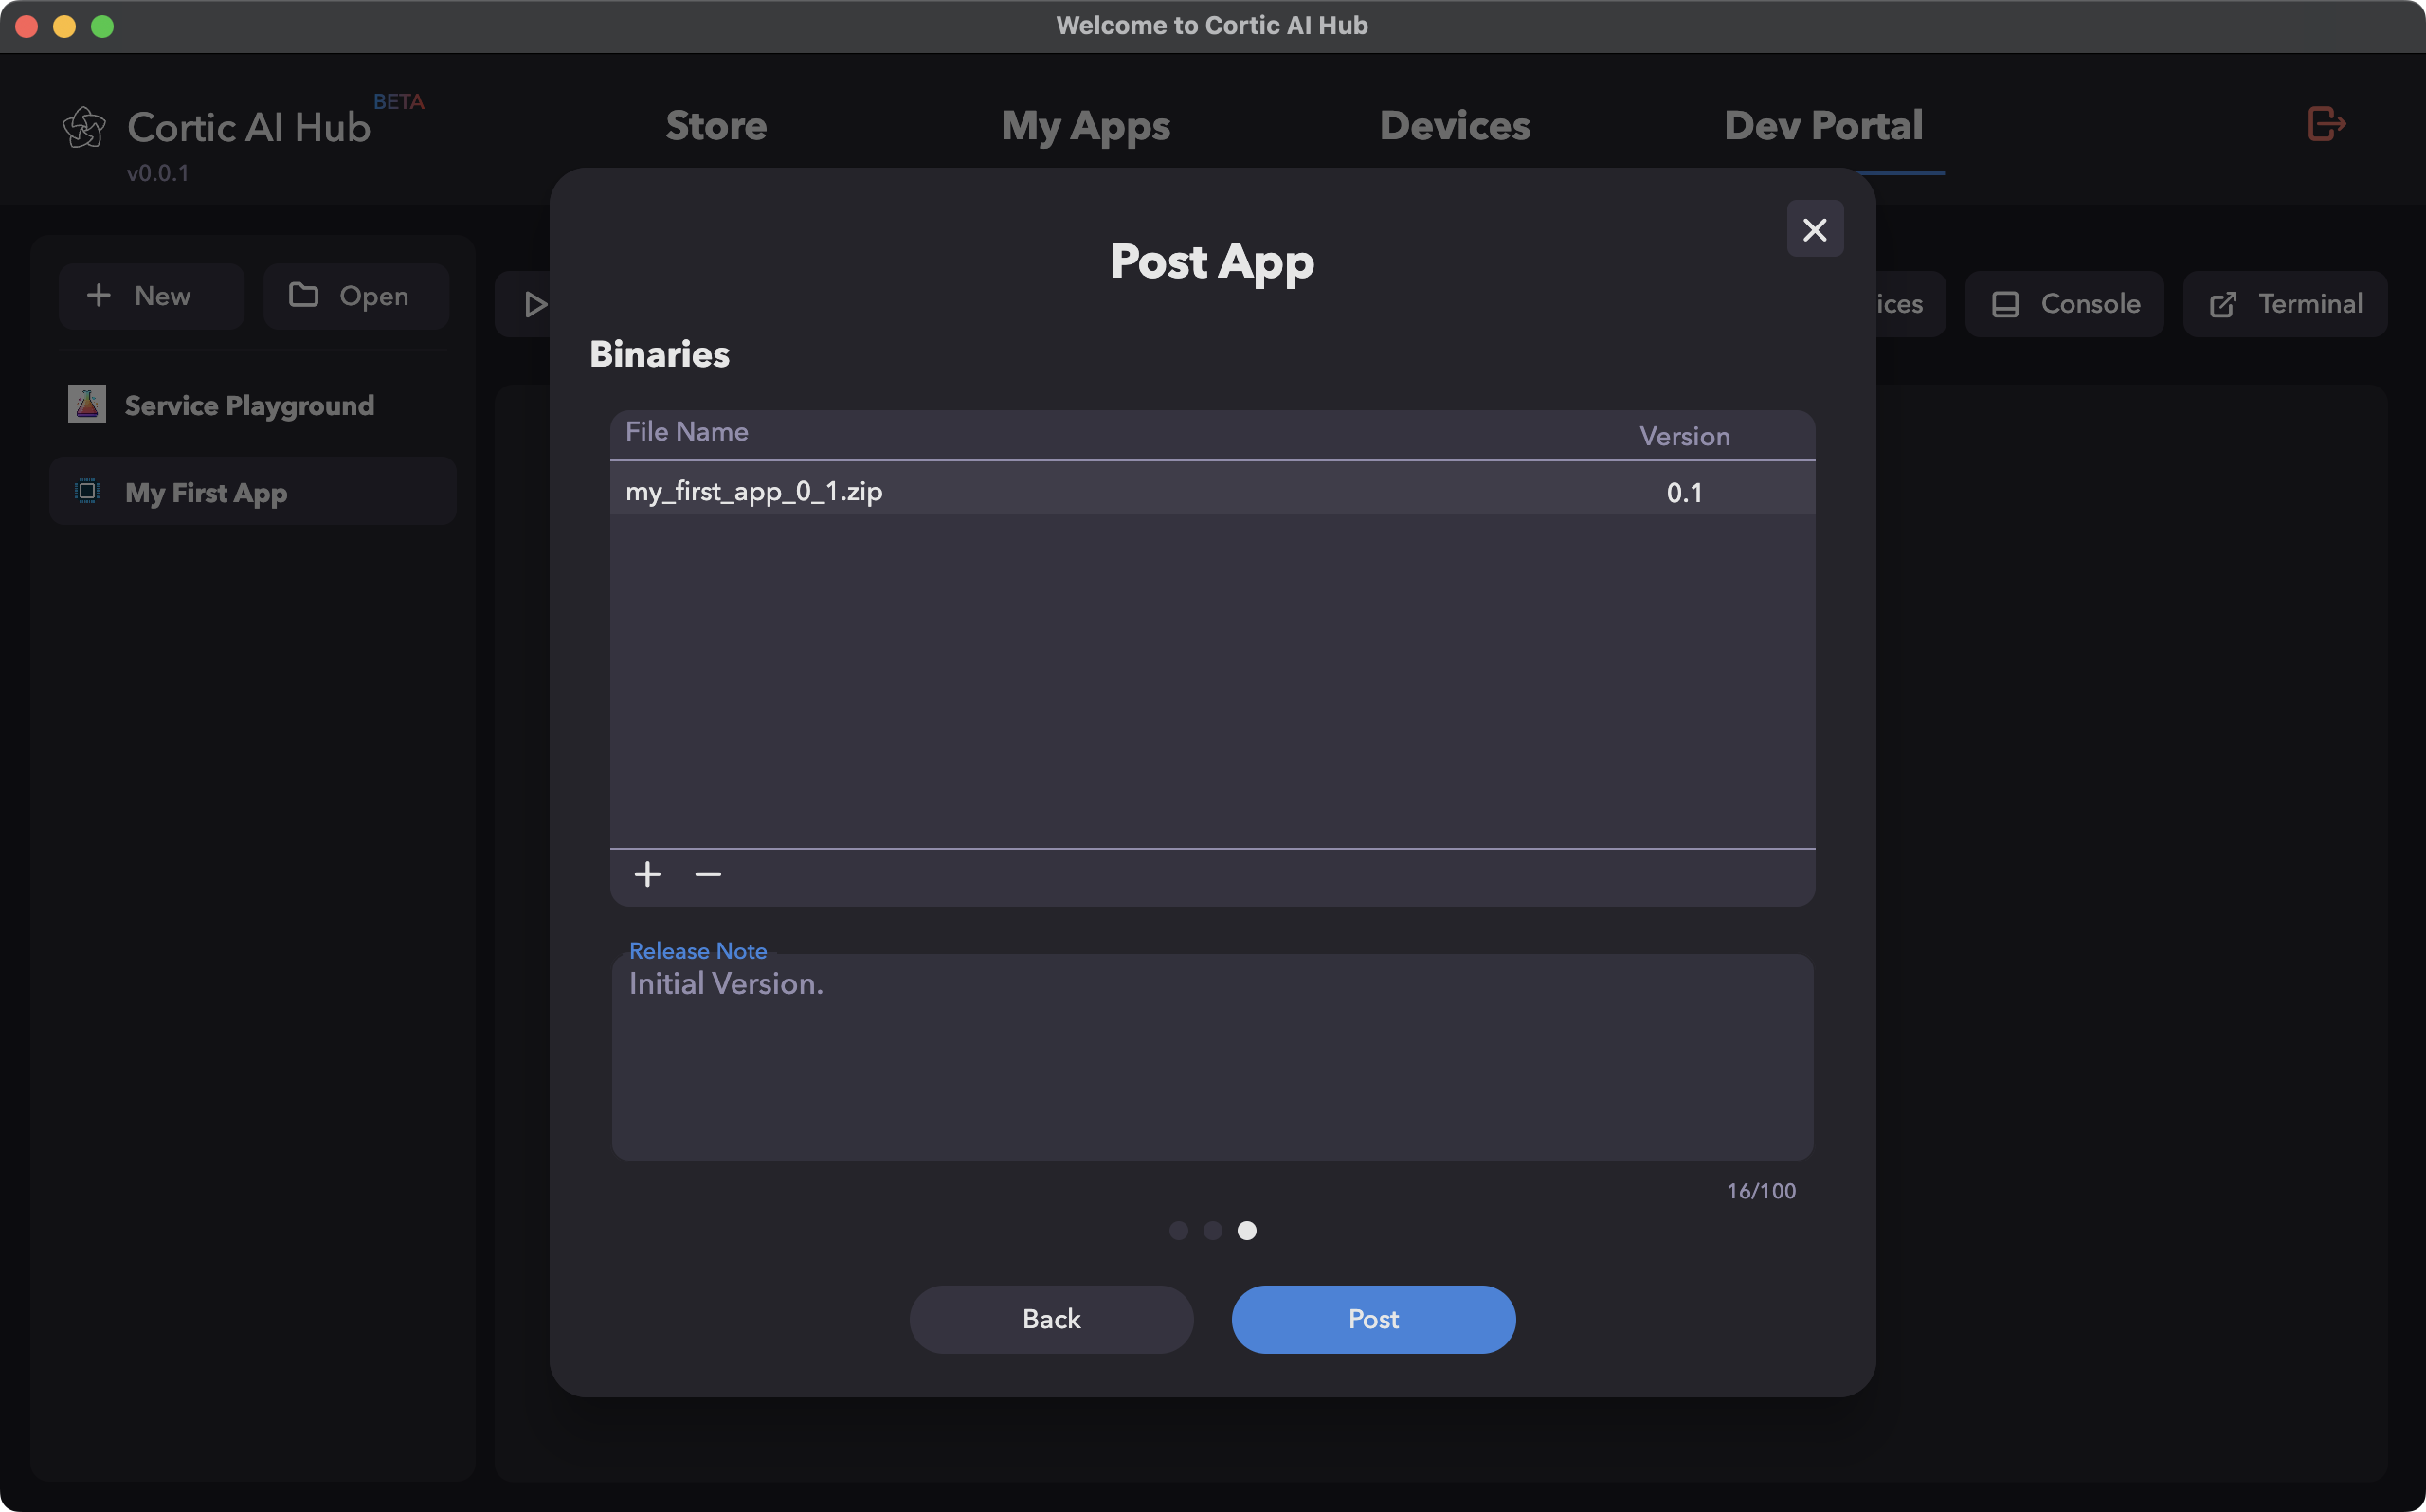 Welcome to Cortic AI Hub
Cortic AI Hub BETA
v0.0.1
Store
My Apps
Devices
Dev Portal
New
Open
Service Playground
My First App
ices
Console
Terminal
Post App
Binaries
File Name Version
my_first_app_0_1.zip 0.1
Release Note
Initial Version.
16/100
Back
Post